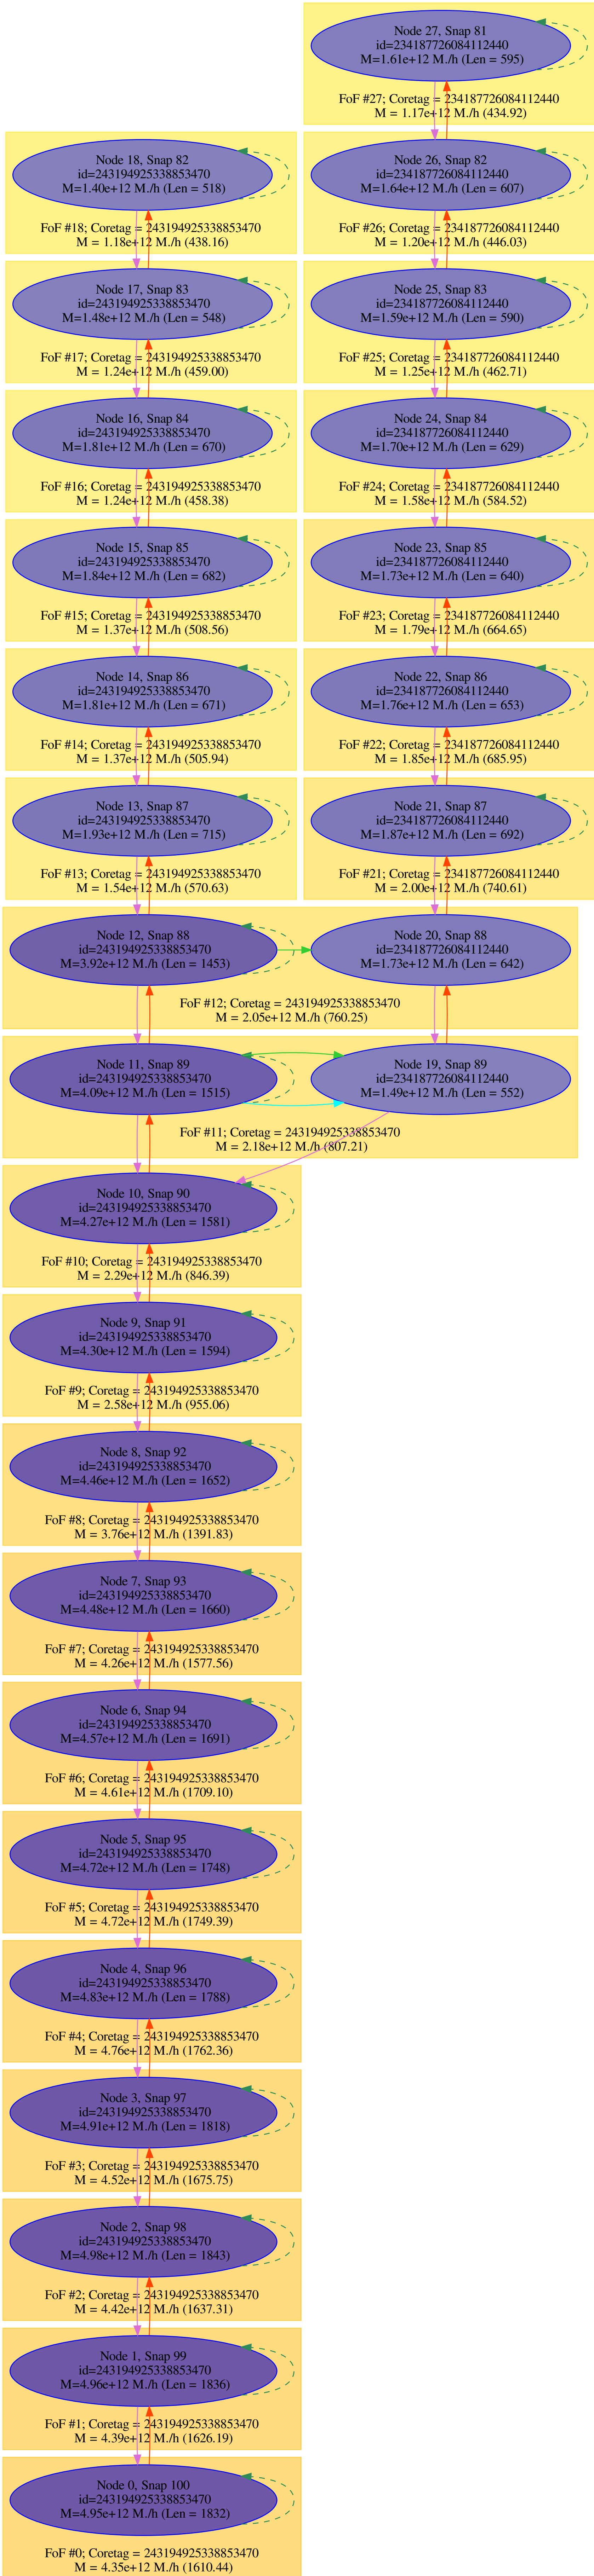 Node 27, Snap 81
id=234187726084112440
M=1.61e+12 M./h (Len = 595)
FoF #27; Coretag = 234187726084112440
M = 1.17e+12 M./h (434.92)
Node 18, Snap 82
id=243194925338853470
M=1.40e+12 M./h (Len = 518)
FoF #18; Coretag = 243194925338853470
M = 1.18e+12 M./h (438.16)
Node 26, Snap 82
id=234187726084112440
M=1.64e+12 M./h (Len = 607)
FoF #26; Coretag = 234187726084112440
M = 1.20e+12 M./h (446.03)
Node 17, Snap 83
id=243194925338853470
M=1.48e+12 M./h (Len = 548)
FoF #17; Coretag = 243194925338853470
M = 1.24e+12 M./h (459.00)
Node 25, Snap 83
id=234187726084112440
M=1.59e+12 M./h (Len = 590)
FoF #25; Coretag = 234187726084112440
M = 1.25e+12 M./h (462.71)
Node 16, Snap 84
id=243194925338853470
M=1.81e+12 M./h (Len = 670)
FoF #16; Coretag = 243194925338853470
M = 1.24e+12 M./h (458.38)
Node 24, Snap 84
id=234187726084112440
M=1.70e+12 M./h (Len = 629)
FoF #24; Coretag = 234187726084112440
M = 1.58e+12 M./h (584.52)
Node 15, Snap 85
id=243194925338853470
M=1.84e+12 M./h (Len = 682)
FoF #15; Coretag = 243194925338853470
M = 1.37e+12 M./h (508.56)
Node 23, Snap 85
id=234187726084112440
M=1.73e+12 M./h (Len = 640)
FoF #23; Coretag = 234187726084112440
M = 1.79e+12 M./h (664.65)
Node 14, Snap 86
id=243194925338853470
M=1.81e+12 M./h (Len = 671)
FoF #14; Coretag = 243194925338853470
M = 1.37e+12 M./h (505.94)
Node 22, Snap 86
id=234187726084112440
M=1.76e+12 M./h (Len = 653)
FoF #22; Coretag = 234187726084112440
M = 1.85e+12 M./h (685.95)
Node 13, Snap 87
id=243194925338853470
M=1.93e+12 M./h (Len = 715)
FoF #13; Coretag = 243194925338853470
M = 1.54e+12 M./h (570.63)
Node 21, Snap 87
id=234187726084112440
M=1.87e+12 M./h (Len = 692)
FoF #21; Coretag = 234187726084112440
M = 2.00e+12 M./h (740.61)
Node 12, Snap 88
id=243194925338853470
M=3.92e+12 M./h (Len = 1453)
Node 20, Snap 88
id=234187726084112440
M=1.73e+12 M./h (Len = 642)
FoF #12; Coretag = 243194925338853470
M = 2.05e+12 M./h (760.25)
Node 11, Snap 89
id=243194925338853470
M=4.09e+12 M./h (Len = 1515)
Node 19, Snap 89
id=234187726084112440
M=1.49e+12 M./h (Len = 552)
FoF #11; Coretag = 243194925338853470
M = 2.18e+12 M./h (807.21)
Node 10, Snap 90
id=243194925338853470
M=4.27e+12 M./h (Len = 1581)
FoF #10; Coretag = 243194925338853470
M = 2.29e+12 M./h (846.39)
Node 9, Snap 91
id=243194925338853470
M=4.30e+12 M./h (Len = 1594)
FoF #9; Coretag = 243194925338853470
M = 2.58e+12 M./h (955.06)
Node 8, Snap 92
id=243194925338853470
M=4.46e+12 M./h (Len = 1652)
FoF #8; Coretag = 243194925338853470
M = 3.76e+12 M./h (1391.83)
Node 7, Snap 93
id=243194925338853470
M=4.48e+12 M./h (Len = 1660)
FoF #7; Coretag = 243194925338853470
M = 4.26e+12 M./h (1577.56)
Node 6, Snap 94
id=243194925338853470
M=4.57e+12 M./h (Len = 1691)
FoF #6; Coretag = 243194925338853470
M = 4.61e+12 M./h (1709.10)
Node 5, Snap 95
id=243194925338853470
M=4.72e+12 M./h (Len = 1748)
FoF #5; Coretag = 243194925338853470
M = 4.72e+12 M./h (1749.39)
Node 4, Snap 96
id=243194925338853470
M=4.83e+12 M./h (Len = 1788)
FoF #4; Coretag = 243194925338853470
M = 4.76e+12 M./h (1762.36)
Node 3, Snap 97
id=243194925338853470
M=4.91e+12 M./h (Len = 1818)
FoF #3; Coretag = 243194925338853470
M = 4.52e+12 M./h (1675.75)
Node 2, Snap 98
id=243194925338853470
M=4.98e+12 M./h (Len = 1843)
FoF #2; Coretag = 243194925338853470
M = 4.42e+12 M./h (1637.31)
Node 1, Snap 99
id=243194925338853470
M=4.96e+12 M./h (Len = 1836)
FoF #1; Coretag = 243194925338853470
M = 4.39e+12 M./h (1626.19)
Node 0, Snap 100
id=243194925338853470
M=4.95e+12 M./h (Len = 1832)
FoF #0; Coretag = 243194925338853470
M = 4.35e+12 M./h (1610.44)